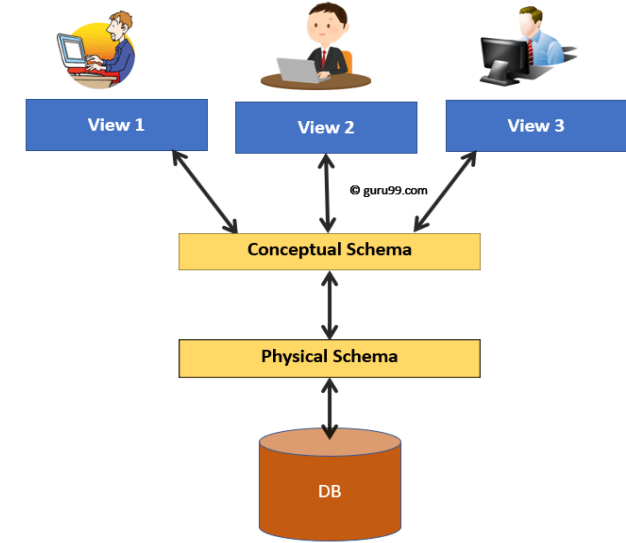 View 1
View 2
View 3
© guru99.com
Conceptual Schema
Physical Schema
DB